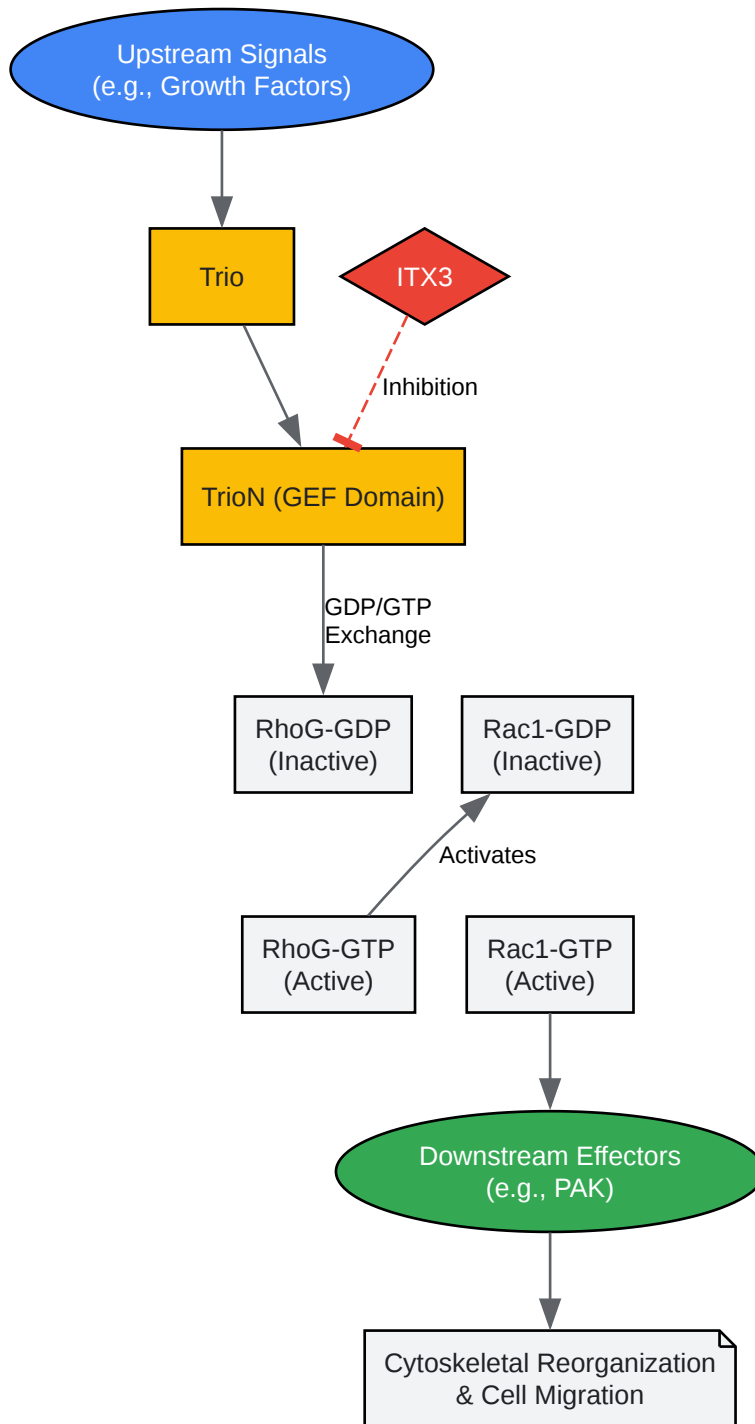 Upstream Signals
(e.g., Growth Factors)
Trio
ITX3
Inhibition
TrioN (GEF Domain)
GDP/GTP
Exchange
RhoG-GDP
(Inactive)
Rac1-GDP
(Inactive)
Activates
RhoG-GTP
(Active)
Rac1-GTP
(Active)
Downstream Effectors
(e.g., PAK)
Cytoskeletal Reorganization
& Cell Migration